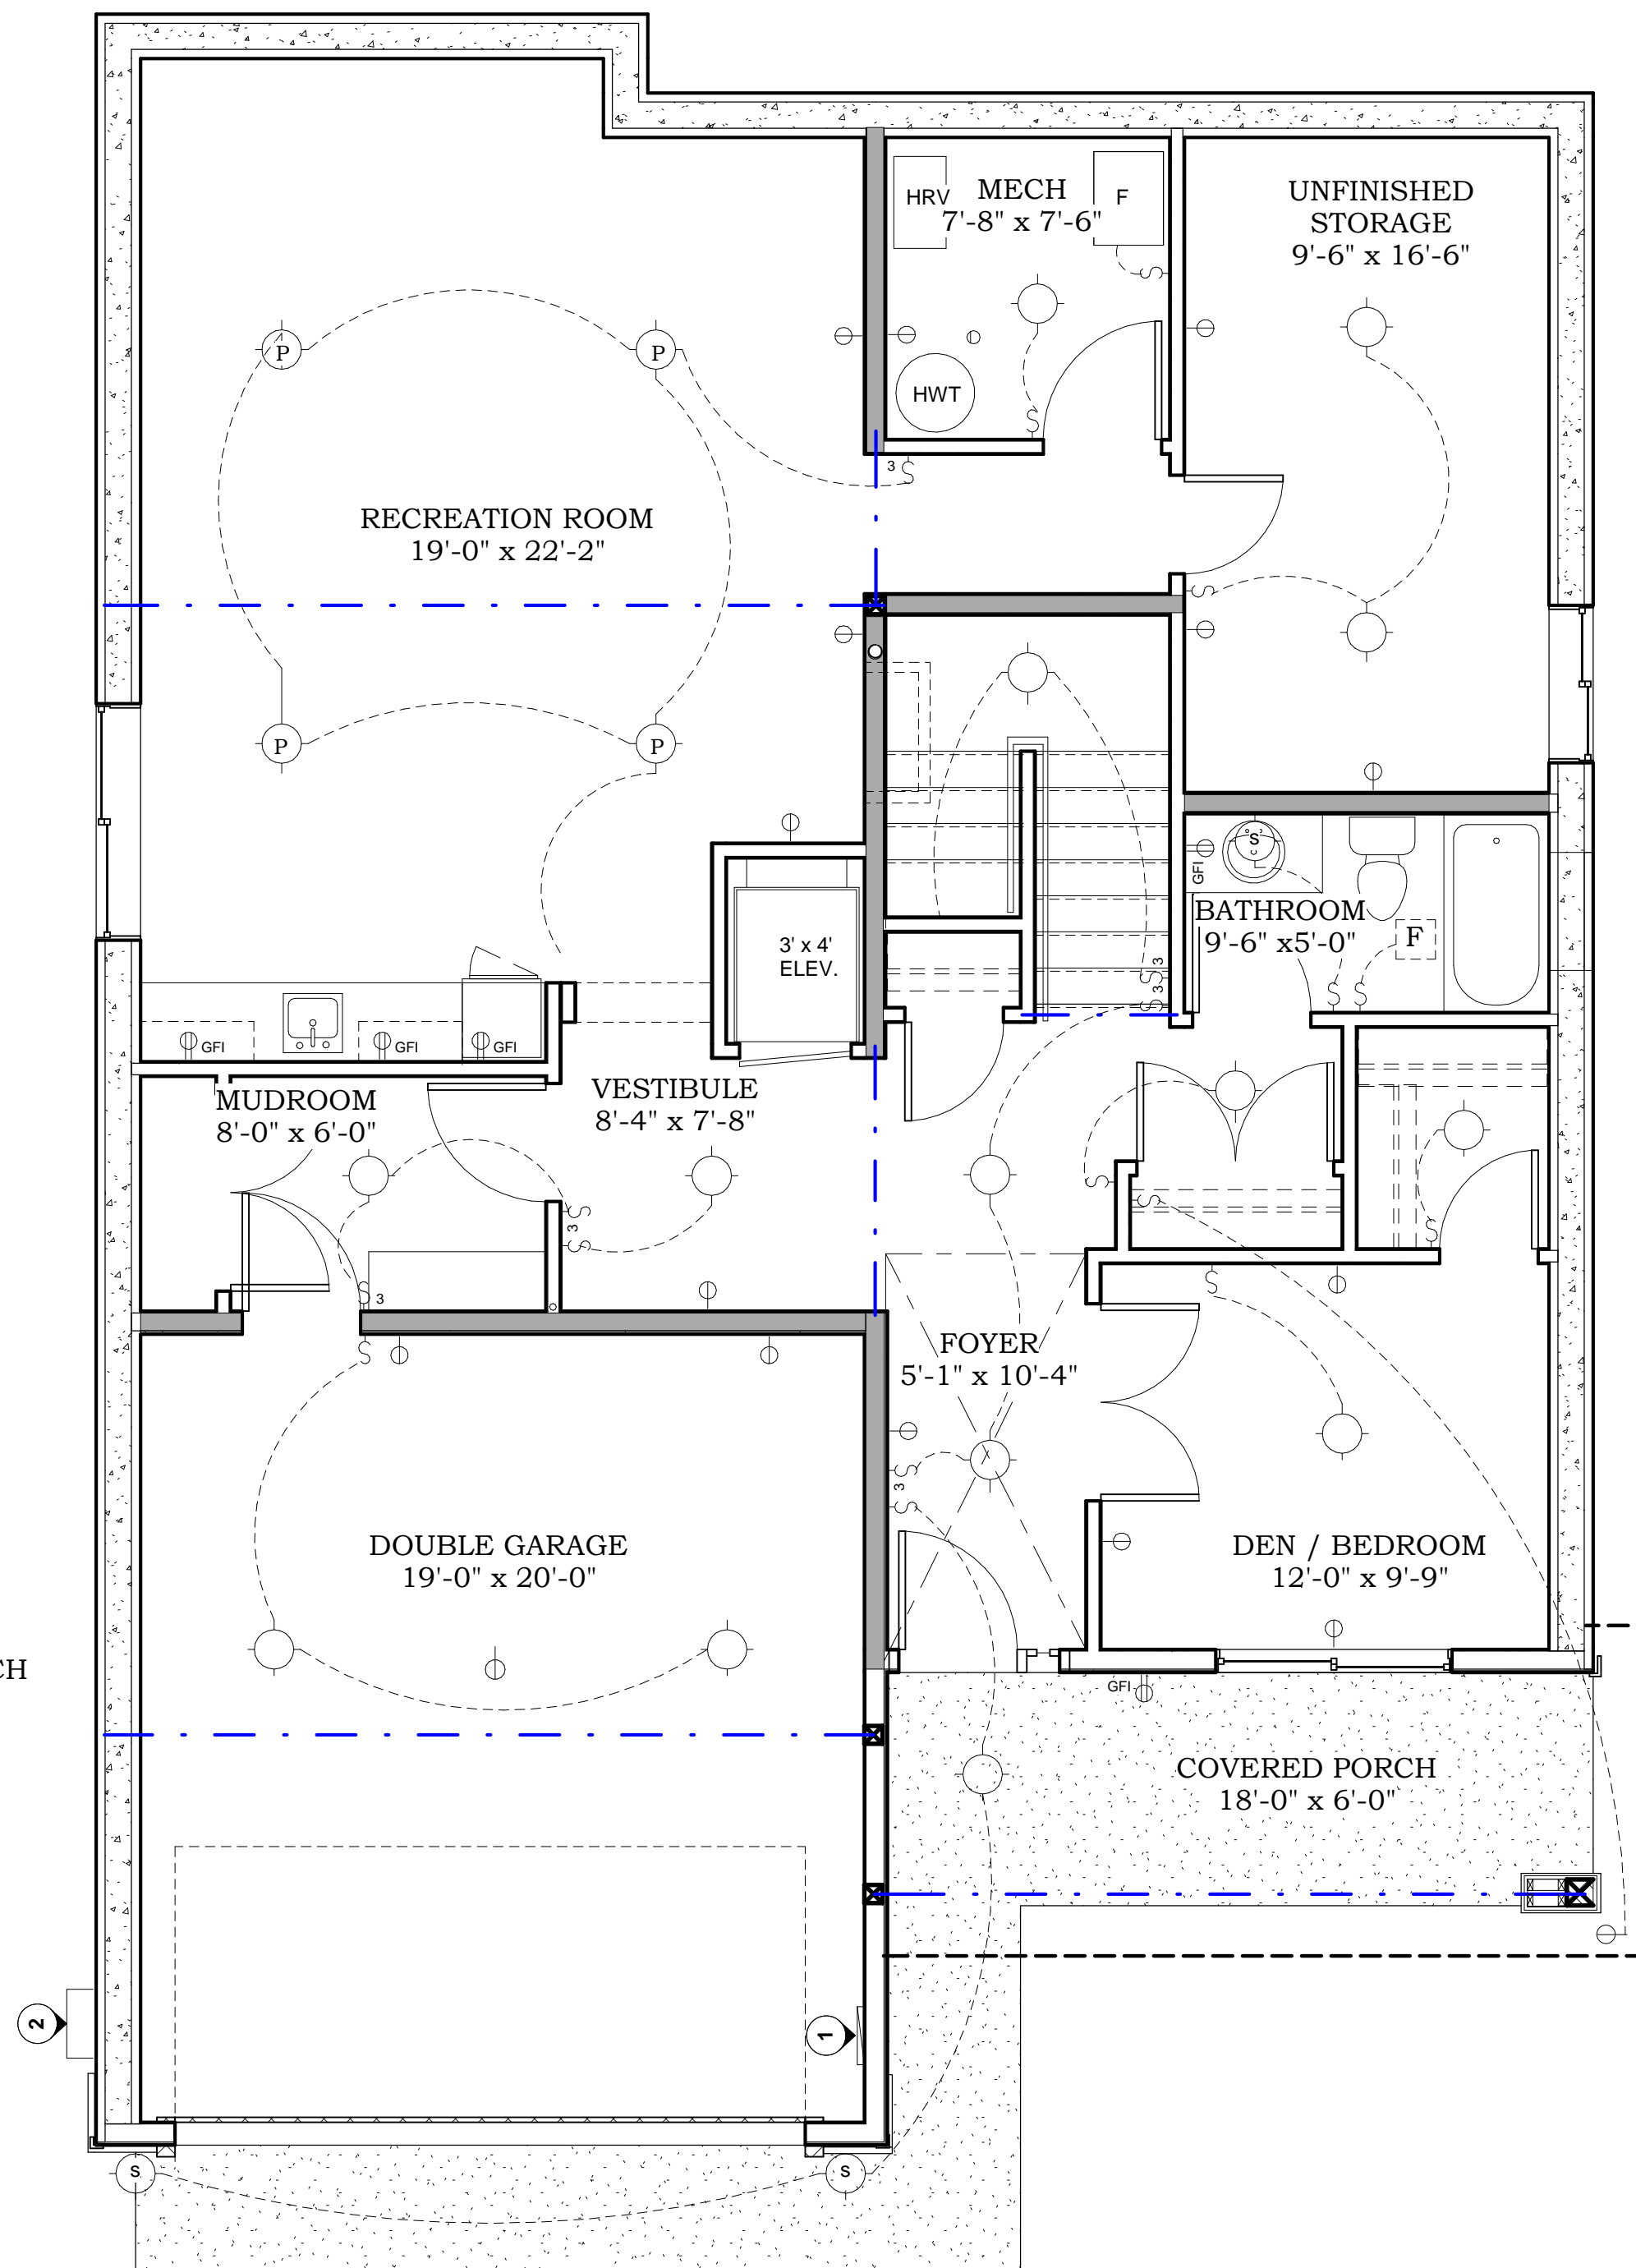 HRV
MECH
7'-8" x 7'-6"
F
UNFINISHED
STORAGE
9'-6" x 16'-6"
S
P
P
HWT
S
3 S
RECREATION ROOM
19'-0" x 22'-2"
S
P
P
S
GFI
BATHROOM
9'-6" x5'-0"
F
3' x 4'
ELEV.
S 3
S 3
S
S
GFI
GFI
GFI
MUDROOM
8'-0" x 6'-0"
VESTIBULE
8'-4" x 7'-8"
S
S
S
3
S
S
S
S 3
S
FOYER
5'-1" x 10'-4"
S
3
S
DOUBLE GARAGE
19'-0" x 20'-0"
DEN / BEDROOM
12'-0" x 9'-9"
CH
GFI
COVERED PORCH
18'-0" x 6'-0"
2
1
S
S